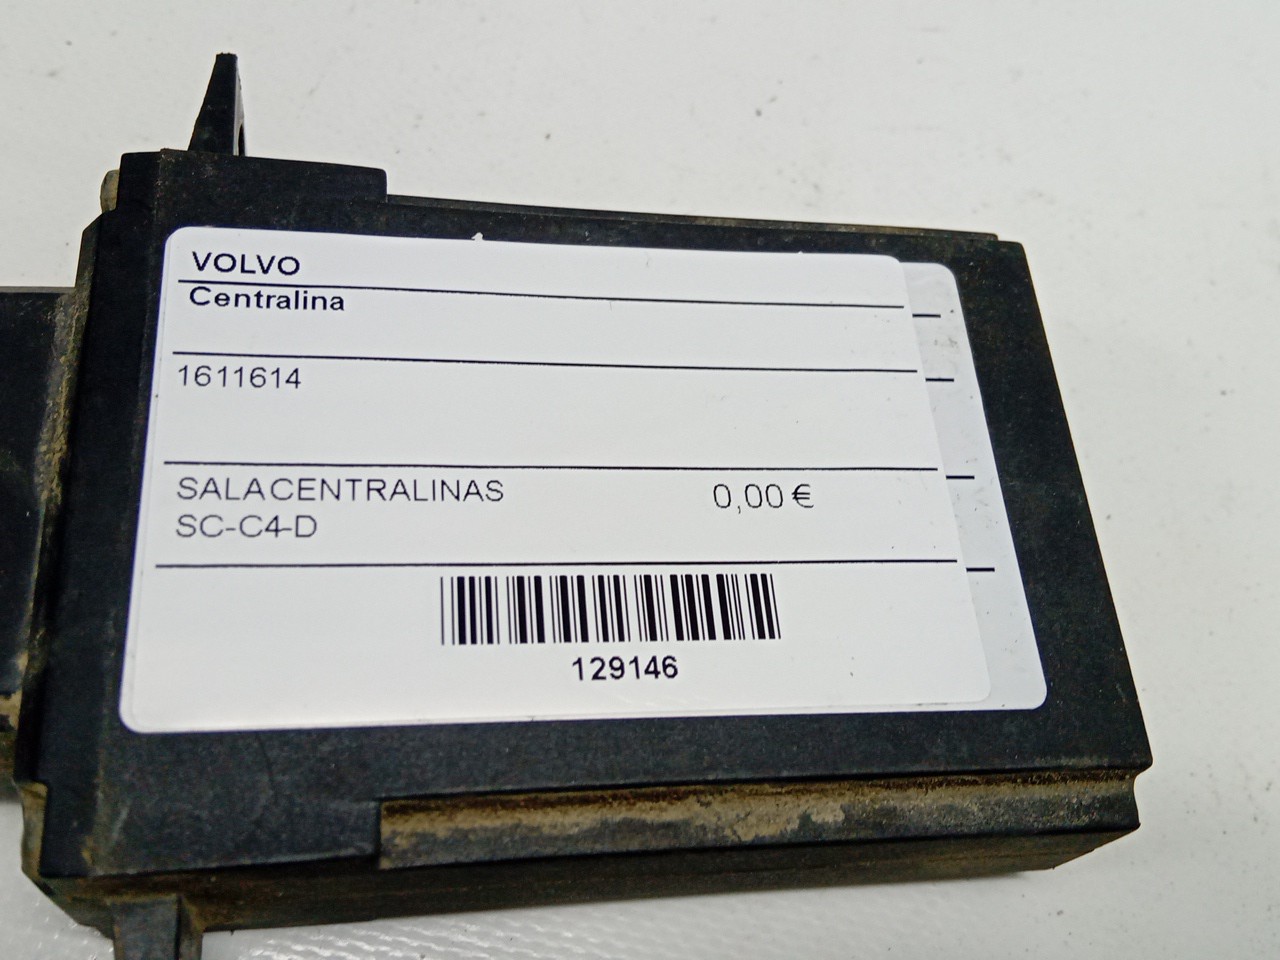 VOLVO
Centralina
1611614
SALACENTRALINAS 0,00 €
SC-C4-D
129146